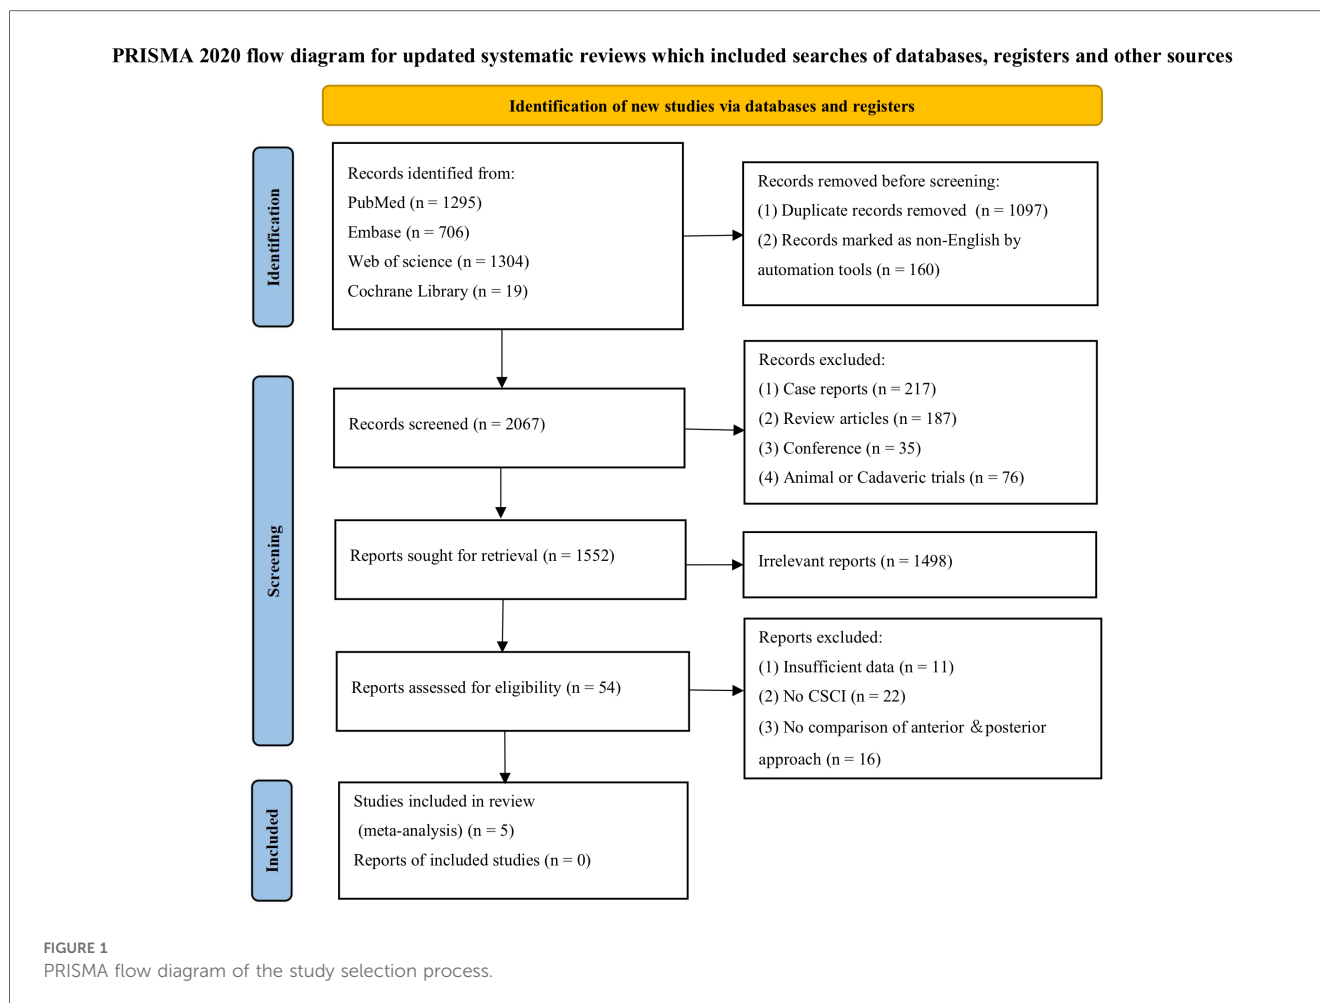 PRISMA 2020 flow diagram for updated systematic reviews which included searches of databases, registers and other sources
Identification of new studies via databases and registers
Identification
Records identified from:
PubMed (n = 1295)
Embase (n = 706)
Web of science (n = 1304)
Cochrane Library (n = 19)
Records removed before screening:
(1) Duplicate records removed (n = 1097)
(2) Records marked as non-English by
automation tools (n = 160)
Screening
Records screened (n = 2067)
Records excluded:
(1) Case reports (n = 217)
(2) Review articles (n = 187)
(3) Conference (n = 35)
(4) Animal or Cadaveric trials (n = 76)
Reports sought for retrieval (n = 1552)
Irrelevant reports (n = 1498)
Reports assessed for eligibility (n = 54)
Reports excluded:
(1) Insufficient data (n = 11)
(2) No CSCI (n = 22)
(3) No comparison of anterior &posterior
approach (n = 16)
Included
Studies included in review
(meta-analysis) (n = 5)
Reports of included studies (n = 0)
FIGURE 1
PRISMA flow diagram of the study selection process.